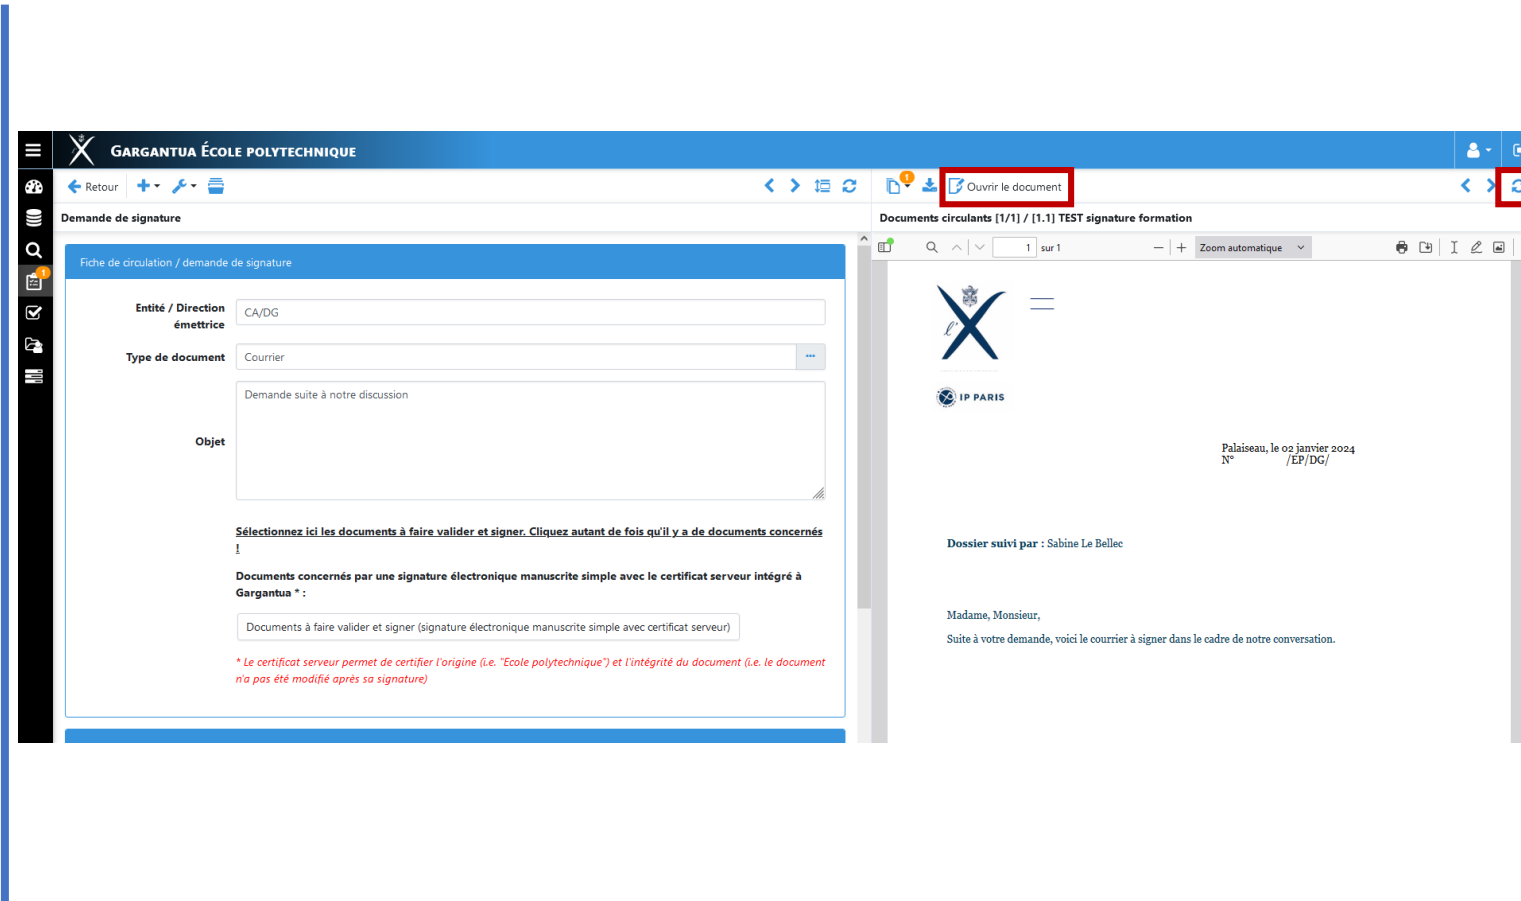 GARGANTUA ÉCOLE POLYTECHNIQUE
Retour
1
Ouvrir le document
Demande de signature
Documents circulants [1/1] / [1.1] TEST signature formation
1 sur 1
Zoom automatique
1
Fiche de circulation / demande de signature
Entité / Direction
émettrice
CA/DG
Type de document
Courrier
Objet
Demande suite à notre discussion
Sélectionnez ici les documents à faire valider et signer. Cliquez autant de fois qu'il y a de documents concernés
!
Documents concernés par une signature électronique manuscrite simple avec le certificat serveur intégré à
Gargantua * :
Documents à faire valider et signer (signature électronique manuscrite simple avec certificat serveur)
* Le certificat serveur permet de certifier l'origine (i.e. "Ecole polytechnique") et l'intégrité du document (i.e. le document
n'a pas été modifié après sa signature)
l'X
IP PARIS
Palaiseau, le 02 janvier 2024
N° /EP/DG/
Dossier suivi par : Sabine Le Bellec
Madame, Monsieur,
Suite à votre demande, voici le courrier à signer dans le cadre de notre conversation.